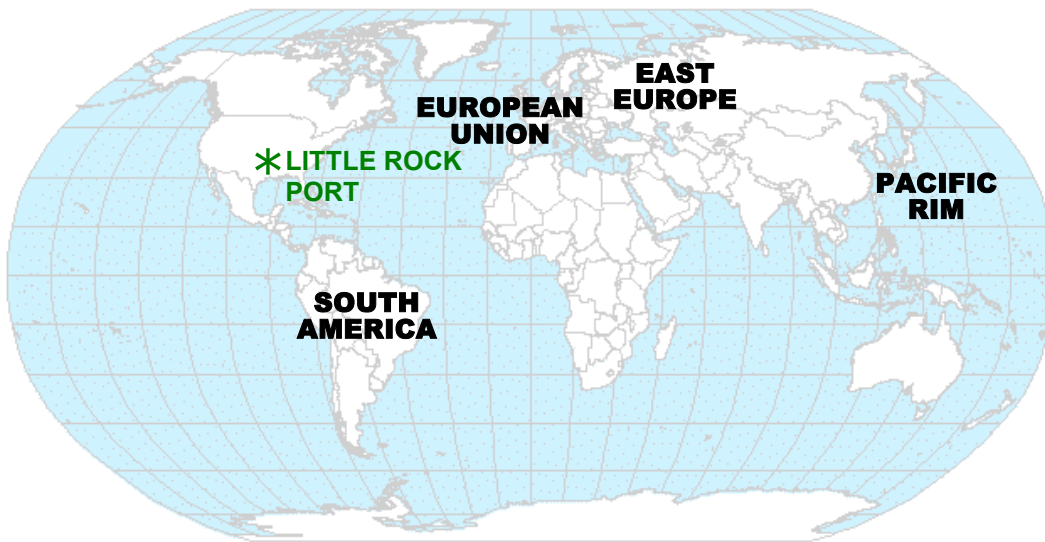 EAST
EUROPE
EUROPEAN
UNION
LITTLE ROCK
PORT
PACIFIC
RIM
SOUTH
AMERICA